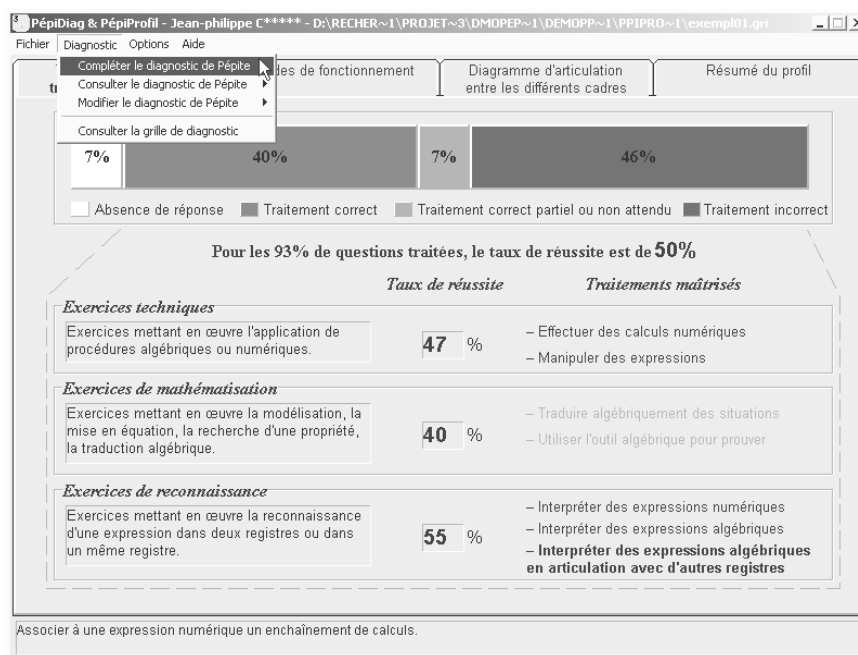 PépiDiag & PépiProfil - Jean-philippe C***** - D:\RECHER~1\PROJET~3\DMOPEP~1\DEMOPP~1\PPIPRO~1\exempl01.gri
Fichier Diagnostic Options Aide
Compléter le diagnostic de Pépite
Consulter le diagnostic de Pépite
Modifier le diagnostic de Pépite
Consulter la grille de diagnostic
des de fonctionnement
Diagramme d'articulation
entre les différents cadres
Résumé du profil
7% 40% 7% 46%
Absence de réponse Traitement correct Traitement correct partiel ou non attendu Traitement incorrect
Pour les 93% de questions traitées, le taux de réussite est de 50%
Taux de réussite Traitements maîtrisés
Exercices techniques
Exercices mettant en œuvre l'application de
procédures algébriques ou numériques.
47 %
– Effectuer des calculs numériques
– Manipuler des expressions
Exercices de mathématisation
Exercices mettant en œuvre la modélisation, la
mise en équation, la recherche d'une propriété,
la traduction algébrique.
40 %
– Traduire algébriquement des situations
– Utiliser l'outil algébrique pour prouver
Exercices de reconnaissance
Exercices mettant en œuvre la reconnaissance
d'une expression dans deux registres ou dans
un même registre.
55 %
– Interpréter des expressions numériques
– Interpréter des expressions algébriques
– Interpréter des expressions algébriques
en articulation avec d'autres registres
Associer à une expression numérique un enchaînement de calculs.